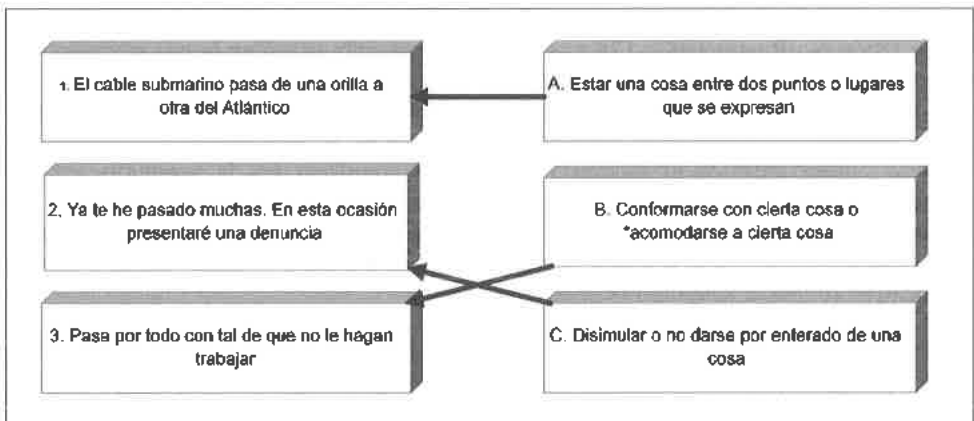 1. El cable submarino pasa de una orilla a
otra del Atlántico
A. Estar una cosa entre dos puntos o lugares
que se expresan
2. Ya te he pasado muchas. En esta ocasión
presentaré una denuncia
B. Conformarse con cierta cosa o
*acomodarse a cierta cosa
3. Pasa por todo con tal de que no le hagan
trabajar
C. Disimular o no darse por enterado de una
cosa